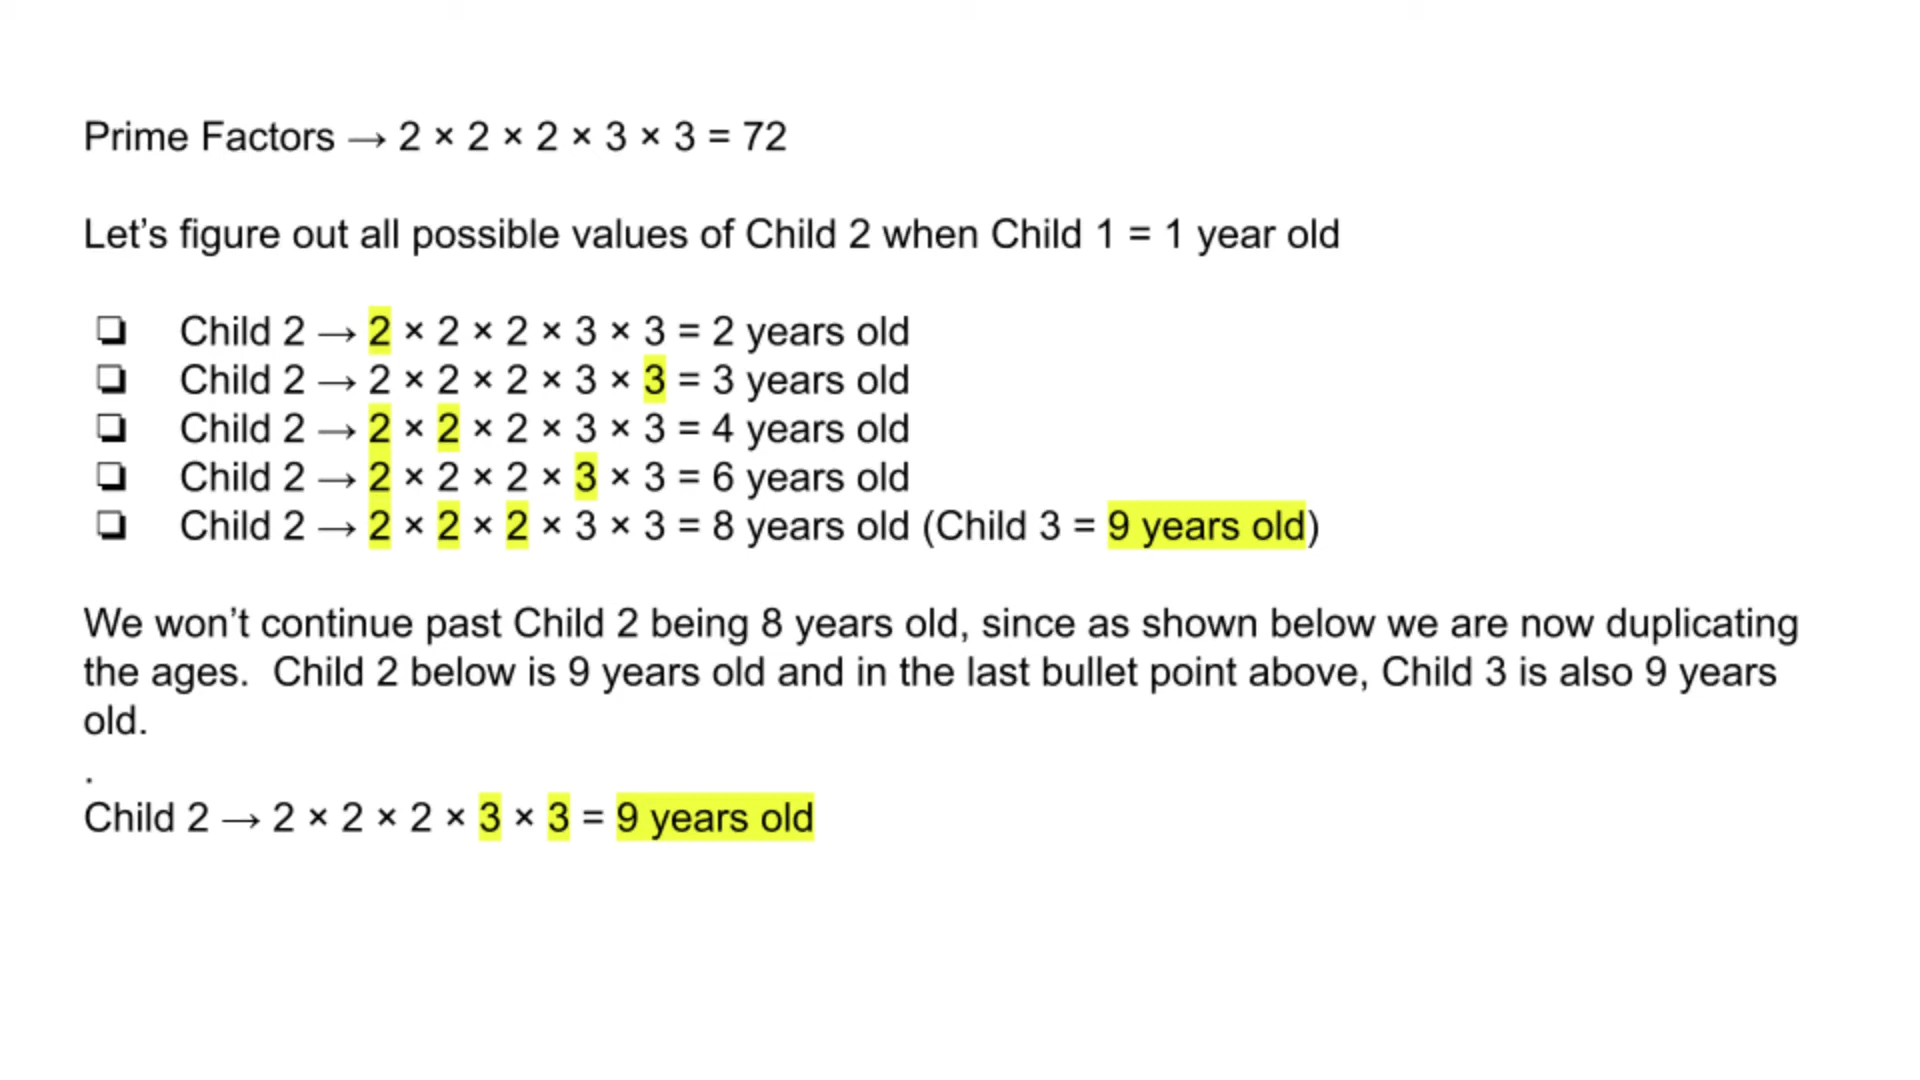 Prime Factors → 2 × 2 × 2 × 3 × 3 = 72
Let’s figure out all possible values of Child 2 when Child 1 = 1 year old
❏ Child 2 → 2 × 2 × 2 × 3 × 3 = 2 years old
❏ Child 2 → 2 × 2 × 2 × 3 × 3 = 3 years old
❏ Child 2 → 2 × 2 × 2 × 3 × 3 = 4 years old
❏ Child 2 → 2 × 2 × 2 × 3 × 3 = 6 years old
❏ Child 2 → 2 × 2 × 2 × 3 × 3 = 8 years old (Child 3 = 9 years old)
We won’t continue past Child 2 being 8 years old, since as shown below we are now duplicating
the ages.  Child 2 below is 9 years old and in the last bullet point above, Child 3 is also 9 years
old.
.
Child 2 → 2 × 2 × 2 × 3 × 3 = 9 years old